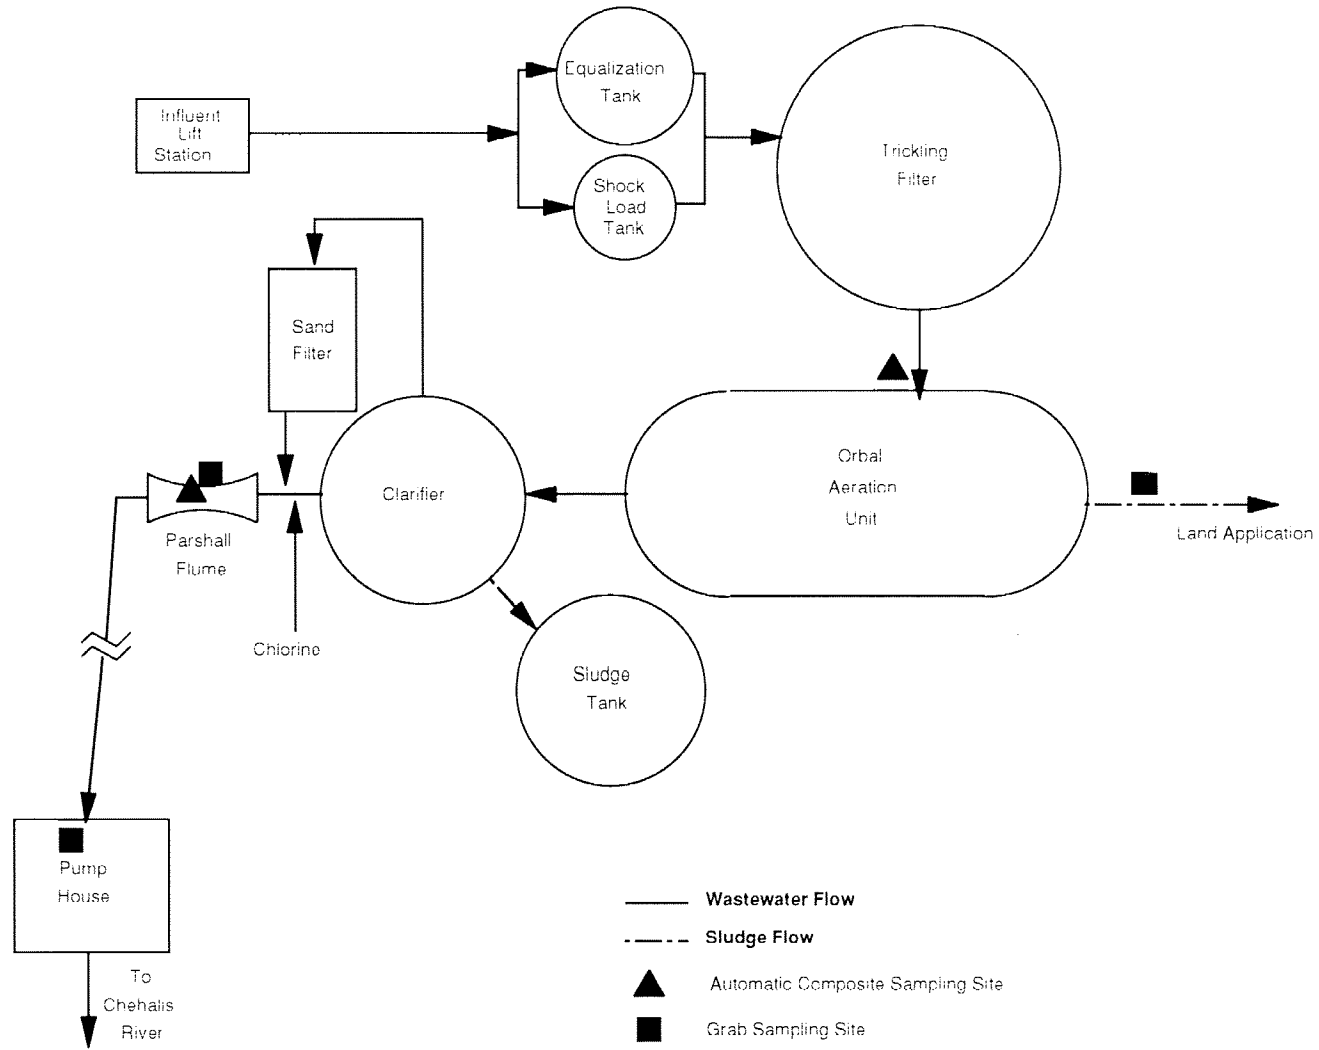 Equalization
Tank
Influent
Lift
Station
Trickling
Filter
Shock
Load
Tank
Sand
Filter
Orbal
Aeration
Unit
Clarifier
Land Application
Parshall
Flume
Chlorine
Sludge
Tank
Pump
House
To
Chehalis
River
Wastewater Flow
Sludge Flow
Automatic Composite Sampling Site
Grab Sampling Site